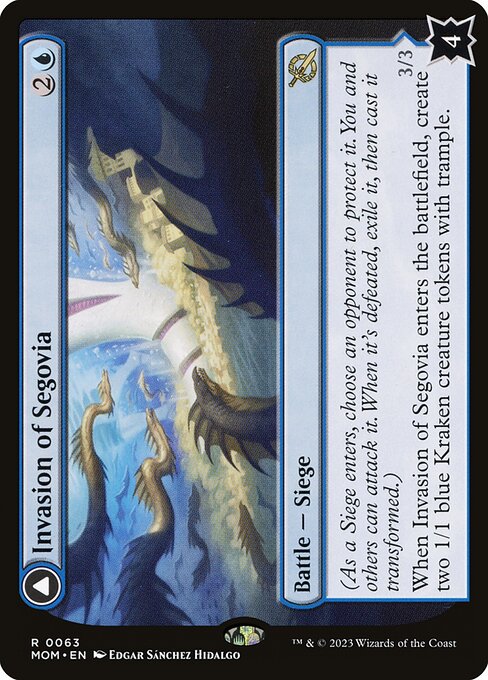 Invasion of Segovia 2
Battle — Siege
(As a Siege enters, choose an opponent to protect it. You and
others can attack it. When it's defeated, exile it, then cast it
transformed.)
3/3
When Invasion of Segovia enters the battlefield, create
two 1/1 blue Kraken creature tokens with trample.
4
R 0063
MOM • EN Edgar Sánchez Hidalgo
™ & © 2023 Wizards of the Coast